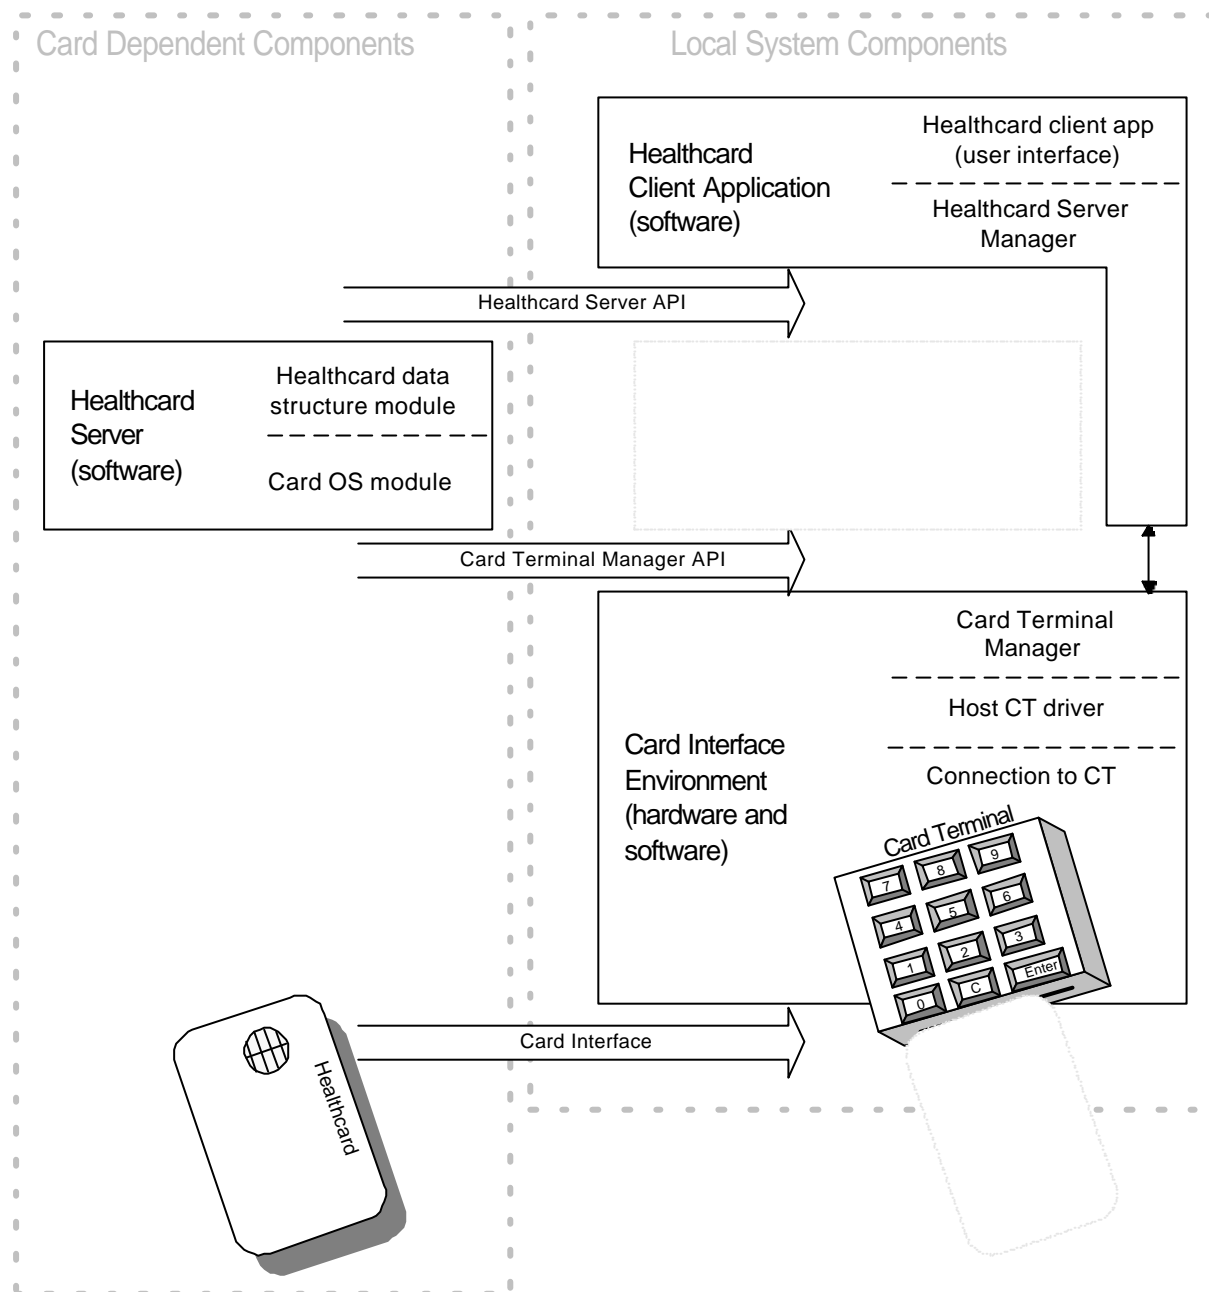 Card Dependent Components
Local System Components
Healthcard
Client Application
(software)
Healthcard client app
(user interface)
Healthcard Server
Manager
Healthcard Server API
Healthcard
Server
(software)
Healthcard data
structure module
Card OS module
Card Terminal Manager API
Card Interface
Environment
(hardware and
software)
Card Terminal
Manager
Host CT driver
Connection to CT
Card Terminal
7 8 9
4 5 6
1 2 3
0 C Enter
Card Interface
Healthcard